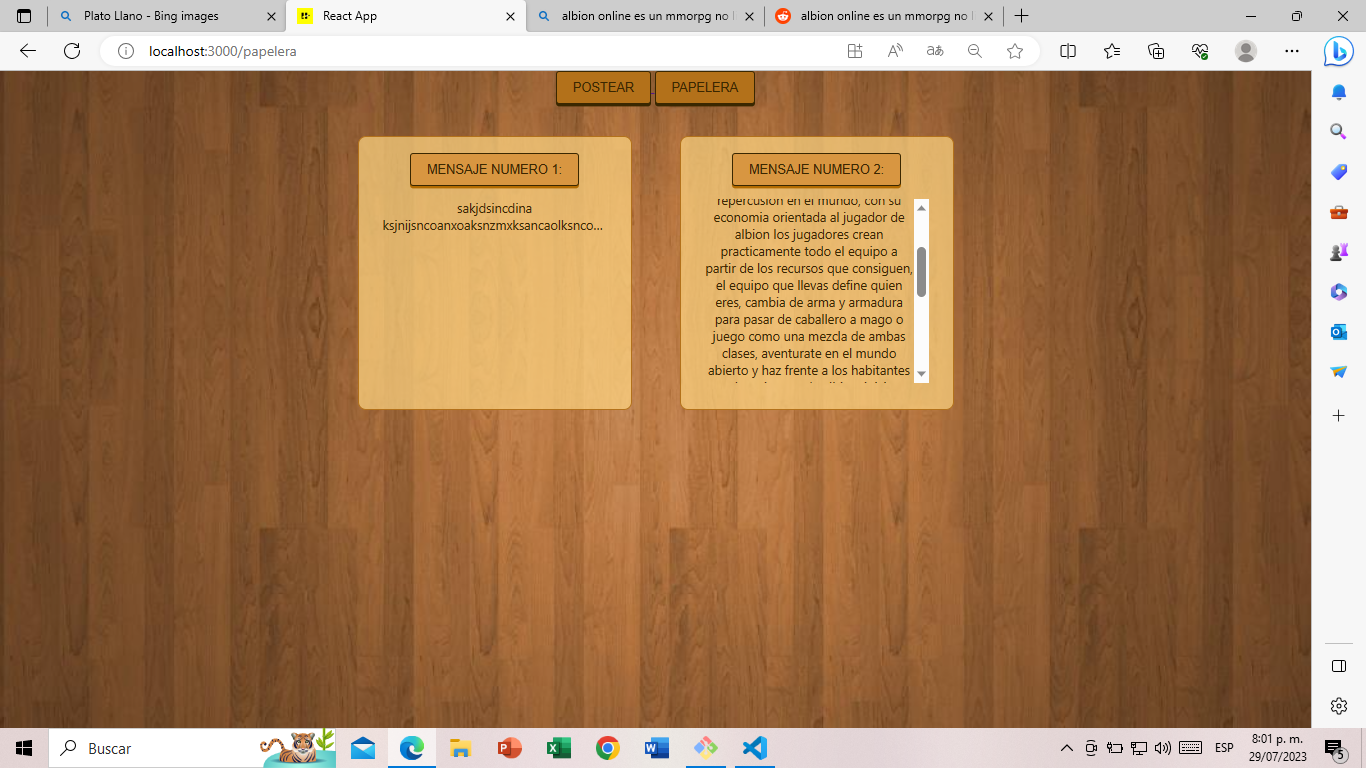 Plato Llano - Bing images
React App
albion online es un mmorpg no l
albion online es un mmorpg no l
localhost:3000/papelera
POSTEAR
PAPELERA
MENSAJE NUMERO 1:
sakjdsincdina
ksjnijsncoanxoaksnzmxksancaolksnco...
MENSAJE NUMERO 2:
repercusion en el mundo, con su
economia orientada al jugador de
albion los jugadores crean
practicamente todo el equipo a
partir de los recursos que consiguen,
el equipo que llevas define quien
eres, cambia de arma y armadura
para pasar de caballero a mago o
juego como una mezcla de ambas
clases, aventurate en el mundo
abierto y haz frente a los habitantes
Buscar
ESP
8:01 p. m.
29/07/2023
5